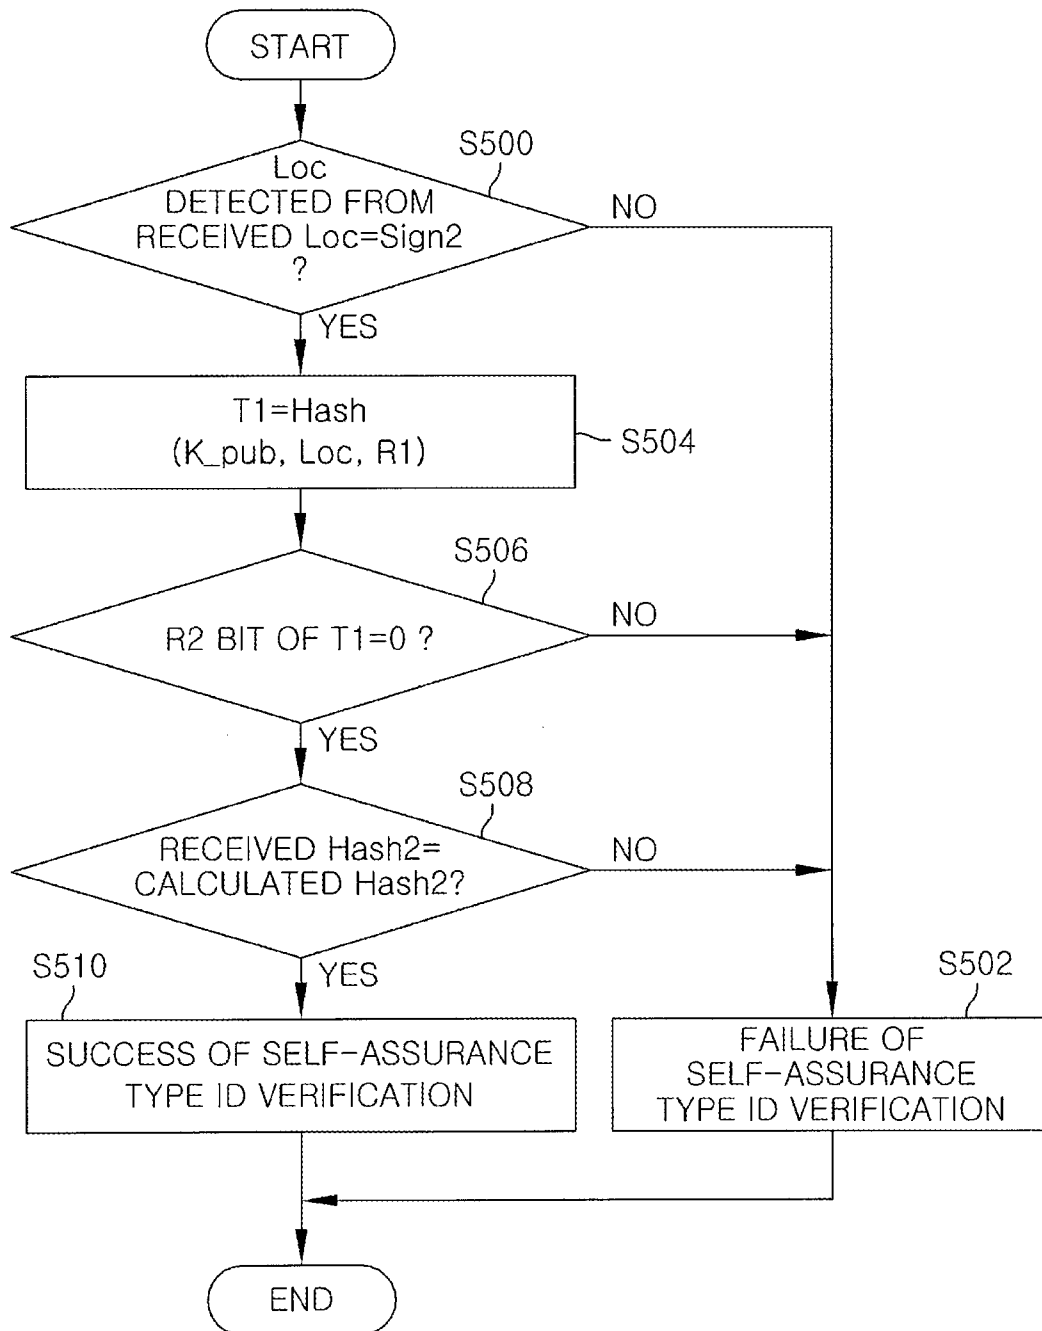 START
S500
Loc
DETECTED FROM
RECEIVED Loc=Sign2
?
NO
YES
T1=Hash
(K_pub, Loc, R1)
S504
S506
R2 BIT OF T1=0 ?
NO
YES
S508
RECEIVED Hash2=
CALCULATED Hash2?
NO
YES
S510
SUCCESS OF SELF-ASSURANCE
TYPE ID VERIFICATION
S502
FAILURE OF
SELF-ASSURANCE
TYPE ID VERIFICATION
END